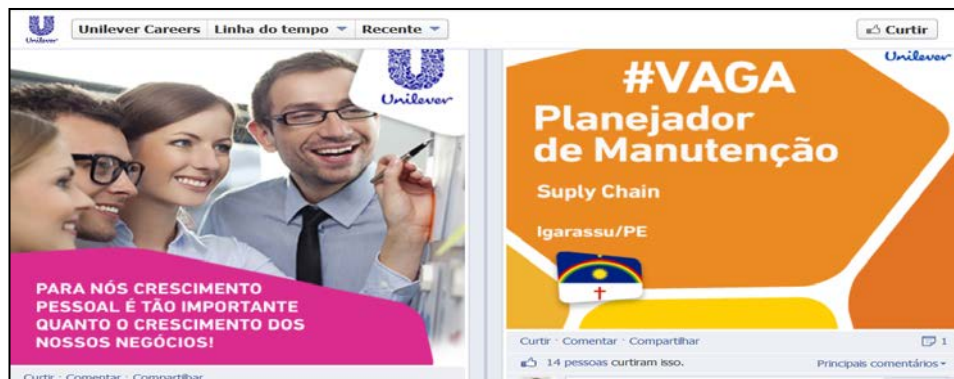 Unilever
Unilever Careers Linha do tempo Recente
Curtir
Unilever
PARA NÓS CRESCIMENTO
PESSOAL É TÃO IMPORTANTE
QUANTO O CRESCIMENTO DOS
NOSSOS NEGÓCIOS!
Curtir · Comentar · Compartilhar
Unilever
#VAGA
Planejador
de Manutenção
Suply Chain
Igarassu/PE
Curtir · Comentar · Compartilhar 1
14 pessoas curtiram isso. Principais comentários